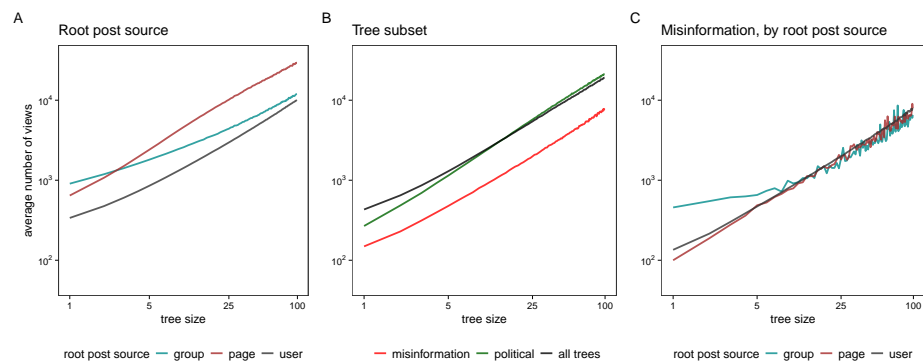 A
Root post source
average number of views
10^4
10^3
10^2
1
5
25
100
tree size
root post source group page user
B
Tree subset
10^4
10^3
10^2
1
5
25
100
tree size
misinformation political all trees
C
Misinformation, by root post source
10^4
10^3
10^2
1
5
25
100
tree size
root post source group page user